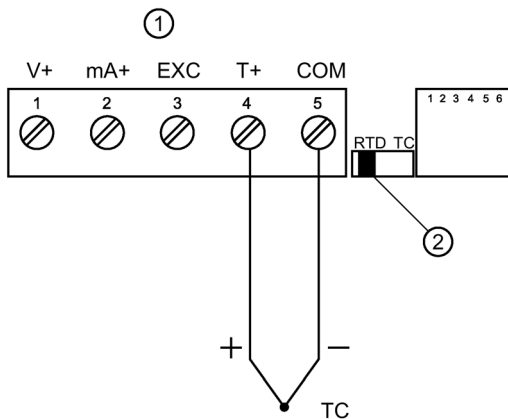 1
V+ mA+ EXC T+ COM
1 2 3 4 5
1 2 3 4 5 6
RTD TC
2
+ −
TC